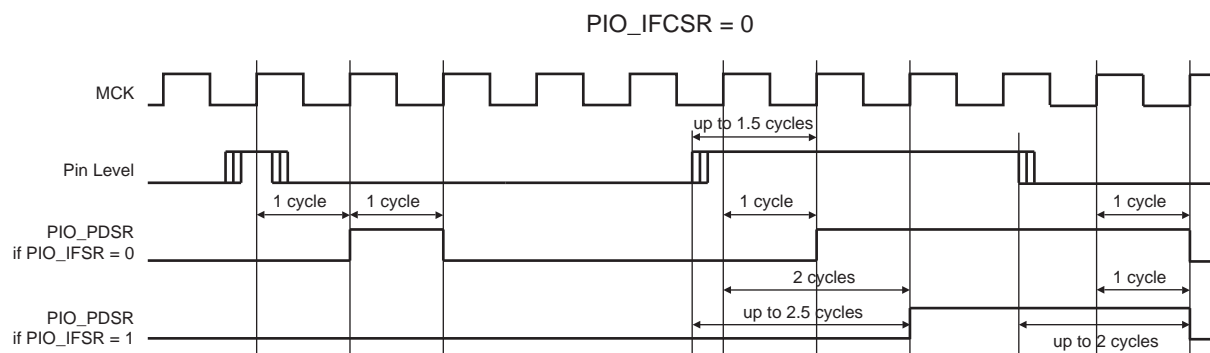 PIO_IFCSR = 0
MCK
up to 1.5 cycles
Pin Level
1 cycle
1 cycle
1 cycle
1 cycle
PIO_PDSR
if PIO_IFSR = 0
2 cycles
1 cycle
PIO_PDSR
if PIO_IFSR = 1
up to 2.5 cycles
up to 2 cycles